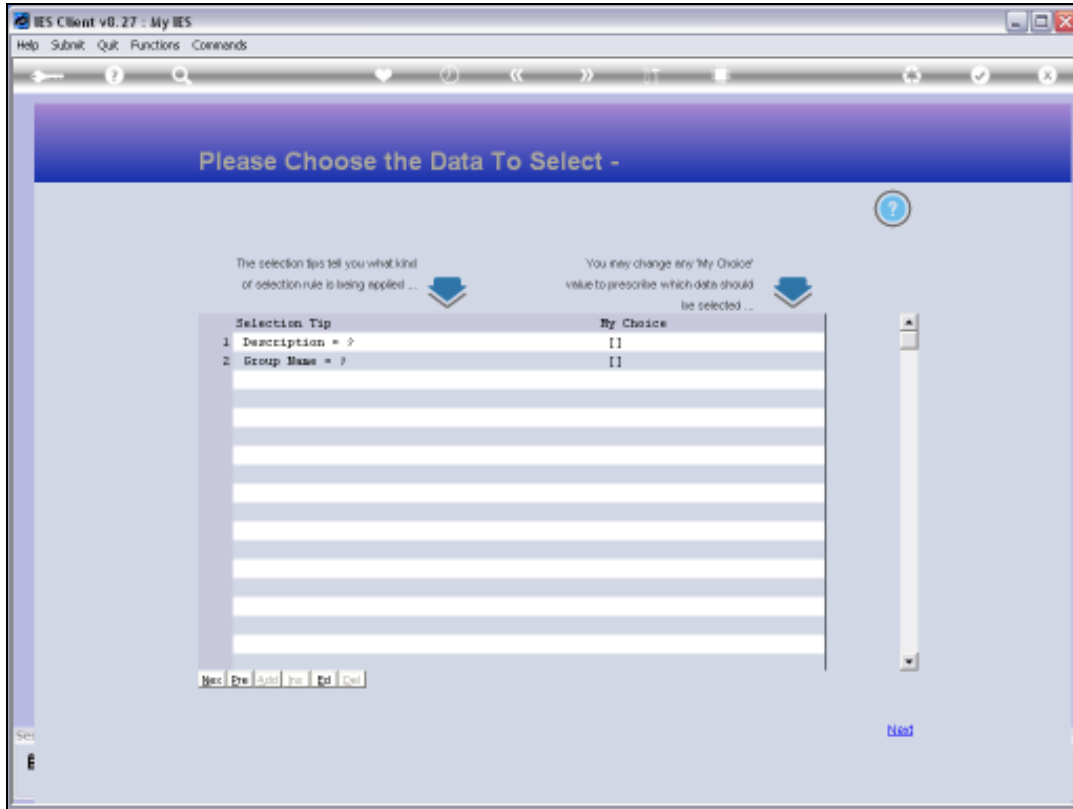 IES Client v8.27 : My IES
Help Submit Quit Functions Commands
Please Choose the Data To Select -
The selection tips tell you what kind
of selection rule is being applied ...
You may change any 'My Choice'
value to prescribe which data should
be selected ...
Selection Tip My Choice
1 Description = ? []
2 Group Name = ? []
Nex Pre Add Ins Ed Del
Next